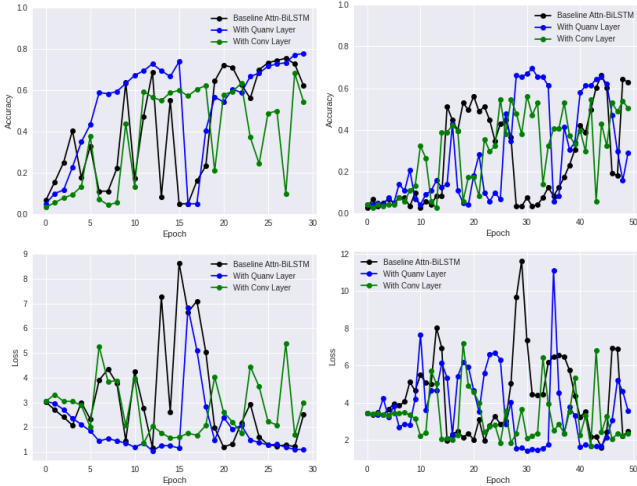 1.0
0.8
0.6
0.4
0.2
0.0
Accuracy
0 5 10 15 20 25 30
Epoch
Baseline Attn-BiLSTM
With Quanv Layer
With Conv Layer
1.0
0.8
0.6
0.4
0.2
0.0
Accuracy
0 10 20 30 40 50
Epoch
Baseline Attn-BiLSTM
With Quanv Layer
With Conv Layer
9
8
7
6
5
4
3
2
1
Loss
0 5 10 15 20 25 30
Epoch
Baseline Attn-BiLSTM
With Quanv Layer
With Conv Layer
12
10
8
6
4
2
Loss
0 10 20 30 40 50
Epoch
Baseline Attn-BiLSTM
With Quanv Layer
With Conv Layer